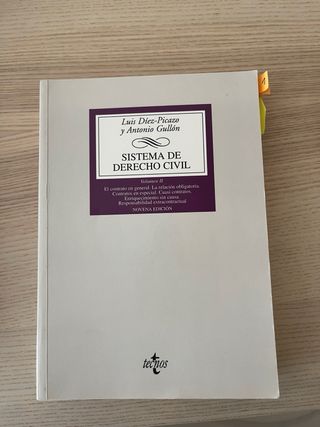 Luis Díez-Picazo
y Antonio Gullón
SISTEMA DE
DERECHO CIVIL
Volumen II
El contrato en general. La relación obligatoria.
Contratos en especial. Cuasi contratos.
Enriquecimiento sin causa.
Responsabilidad extracontractual
NOVENA EDICIÓN
tecnos